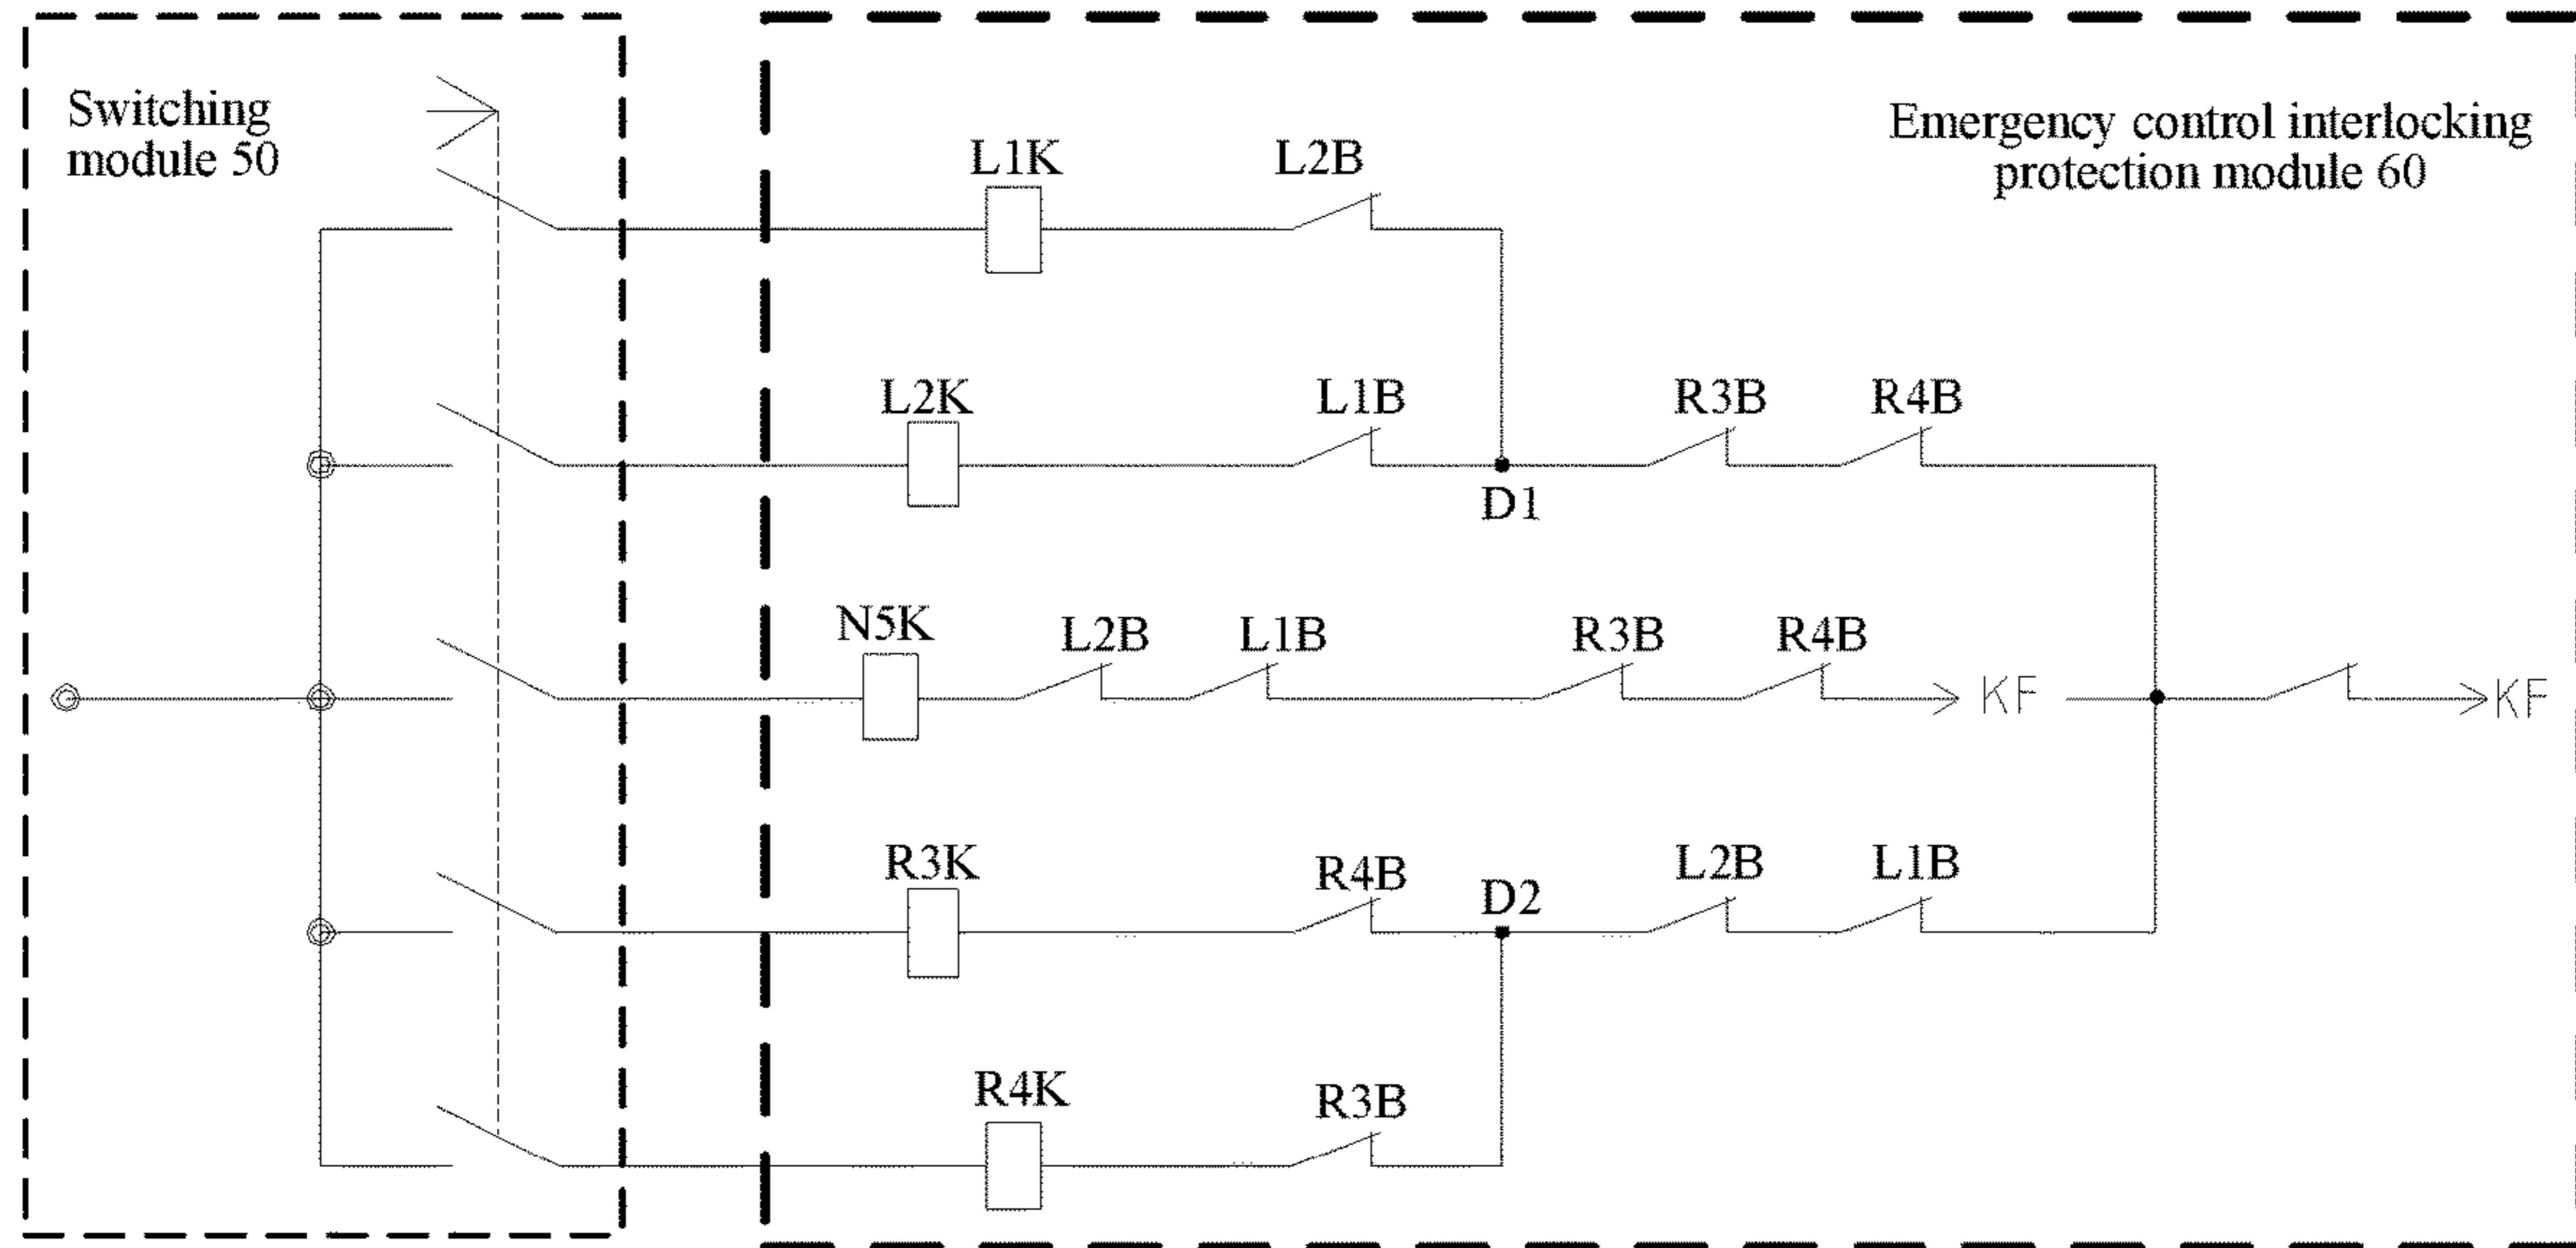 Switching
module 50
Emergency control interlocking
protection module 60
L1K
L2B
L2K
L1B
R3B
R4B
D1
N5K
L2B
L1B
R3B
R4B
KF
KF
R3K
R4B
D2
L2B
L1B
R4K
R3B